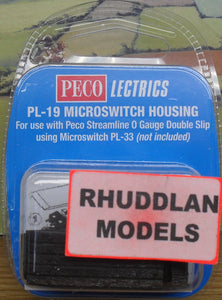 PECO LECTRICS
PL-19 MICROSWITCH HOUSING
For use with Peco Streamline O Gauge Double Slip
using Microswitch PL-33 (not included)
RHUDDLAN
MODELS